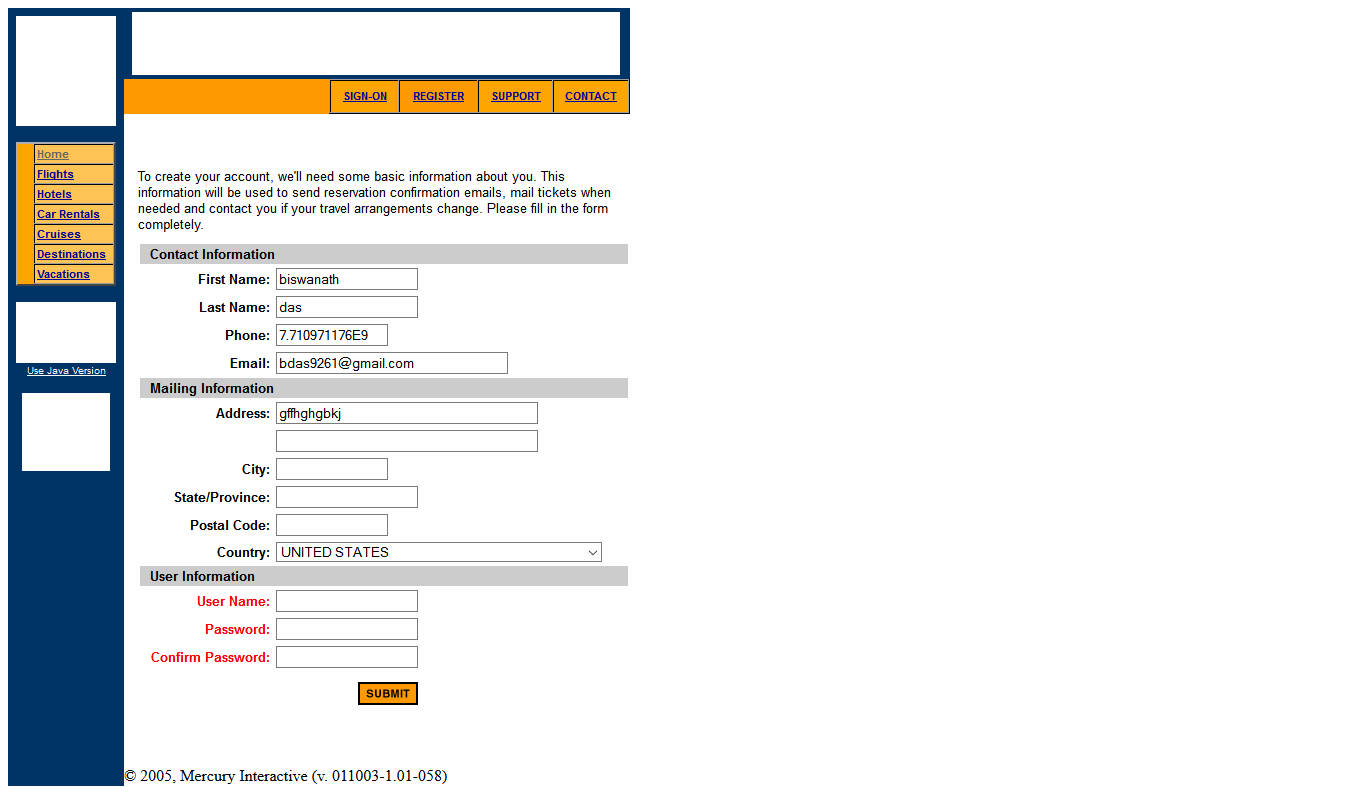 SIGN-ON REGISTER SUPPORT CONTACT
Home
Flights
Hotels
Car Rentals
Cruises
Destinations
Vacations
Use Java Version
To create your account, we'll need some basic information about you. This
information will be used to send reservation confirmation emails, mail tickets when
needed and contact you if your travel arrangements change. Please fill in the form
completely.
Contact Information
First Name: biswanath
Last Name: das
Phone: 7.710971176E9
Email: bdas9261@gmail.com
Mailing Information
Address: gffhghgbkj
City:
State/Province:
Postal Code:
Country: UNITED STATES
User Information
User Name:
Password:
Confirm Password:
SUBMIT
© 2005, Mercury Interactive (v. 011003-1.01-058)